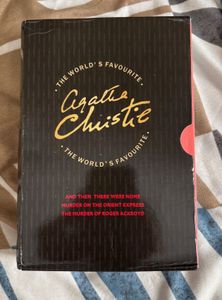 THE WORLD'S FAVOURITE
Agatha
Christie
THE WORLD'S FAVOURITE
AND THEN THERE WERE NONE
MURDER ON THE ORIENT EXPRESS
THE MURDER OF ROGER ACKROYD